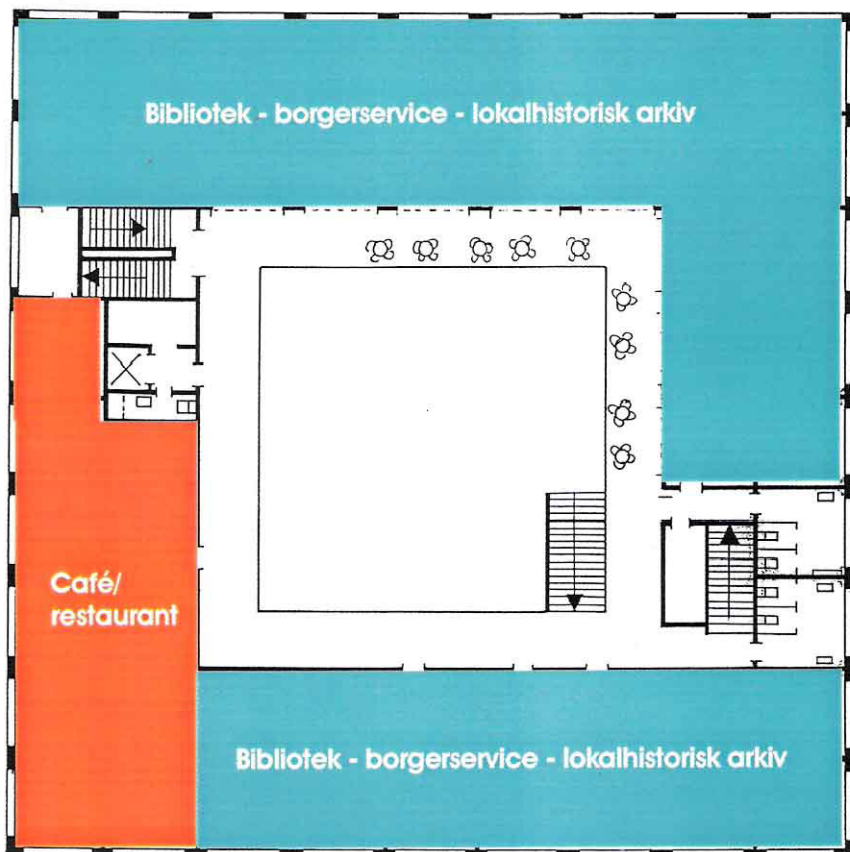 Bibliotek - borgerservice - lokalhistorisk arkiv
Café/
restaurant
Bibliotek - borgerservice - lokalhistorisk arkiv